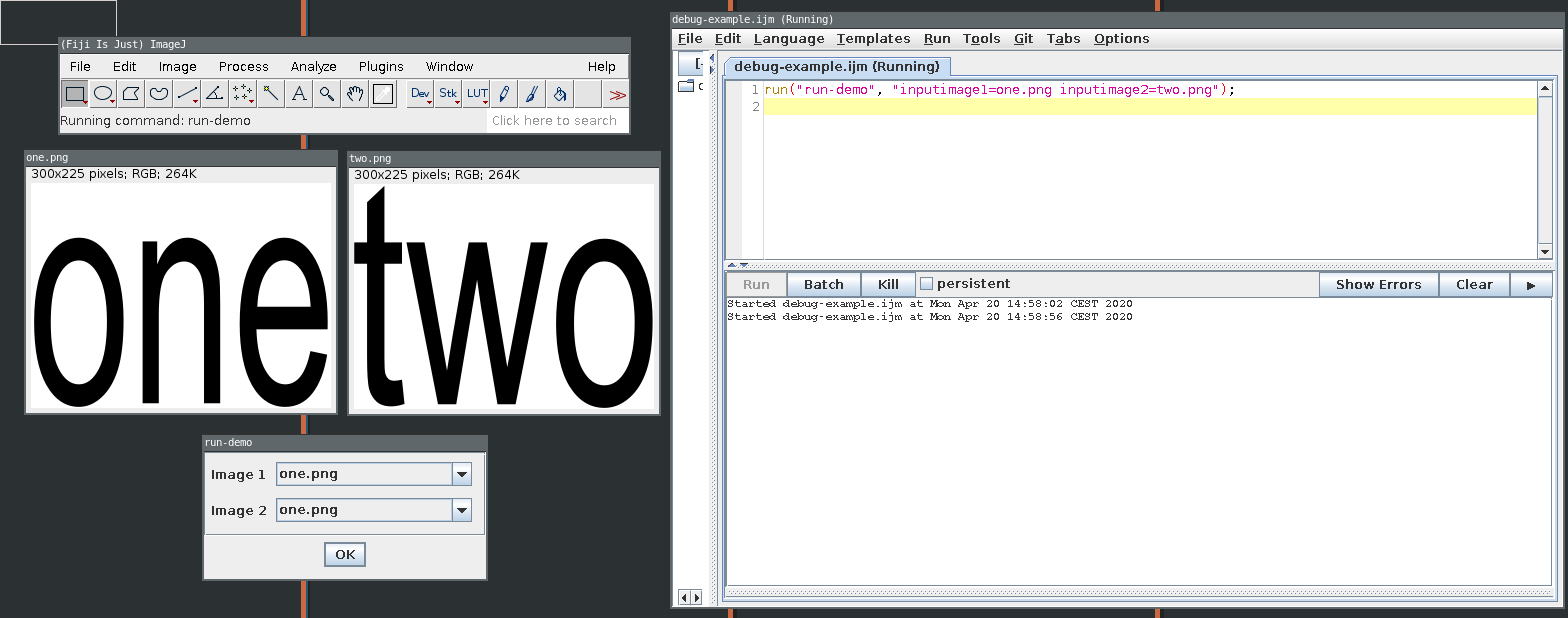 (Fiji Is Just) ImageJ
File Edit Image Process Analyze Plugins Window Help
A Dev Stk LUT ≫
Running command: run-demo Click here to search
one.png
300x225 pixels; RGB; 264K
one
two.png
300x225 pixels; RGB; 264K
two
run-demo
Image 1 one.png
Image 2 one.png
OK
debug-example.ijm (Running)
File Edit Language Templates Run Tools Git Tabs Options
debug-example.ijm (Running)
1 run("run-demo", "inputimage1=one.png inputimage2=two.png");
2
Run Batch Kill persistent Show Errors Clear
Started debug-example.ijm at Mon Apr 20 14:58:02 CEST 2020
Started debug-example.ijm at Mon Apr 20 14:58:56 CEST 2020